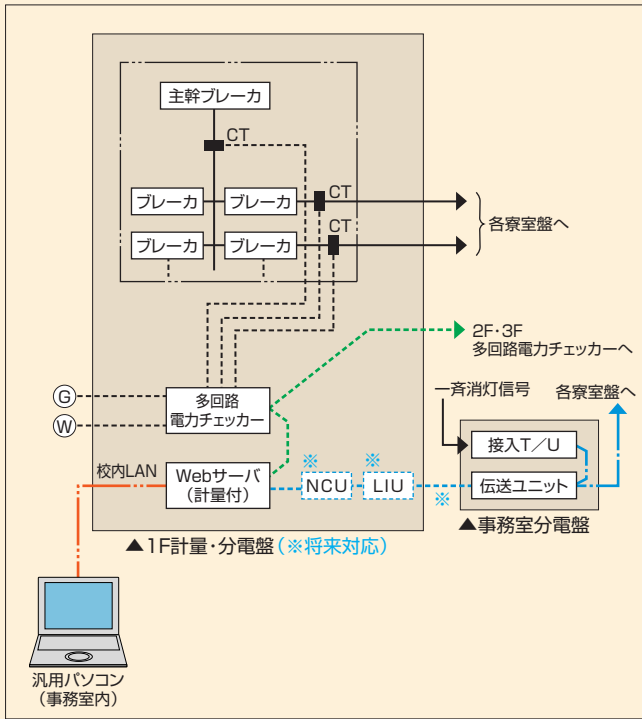 主幹ブレーカ
CT
ブレーカ
ブレーカ
CT
ブレーカ
ブレーカ
CT
各寮室盤へ
2F・3F
多回路電力チェッカーへ
G
W
多回路
電力チェッカー
一斉消灯信号
各寮室盤へ
接入T/U
伝送ユニット
※
▲事務室分電盤
校内LAN
Webサーバ
(計量付)
※
NCU
※
LIU
▲1F計量・分電盤(※将来対応)
汎用パソコン
(事務室内)